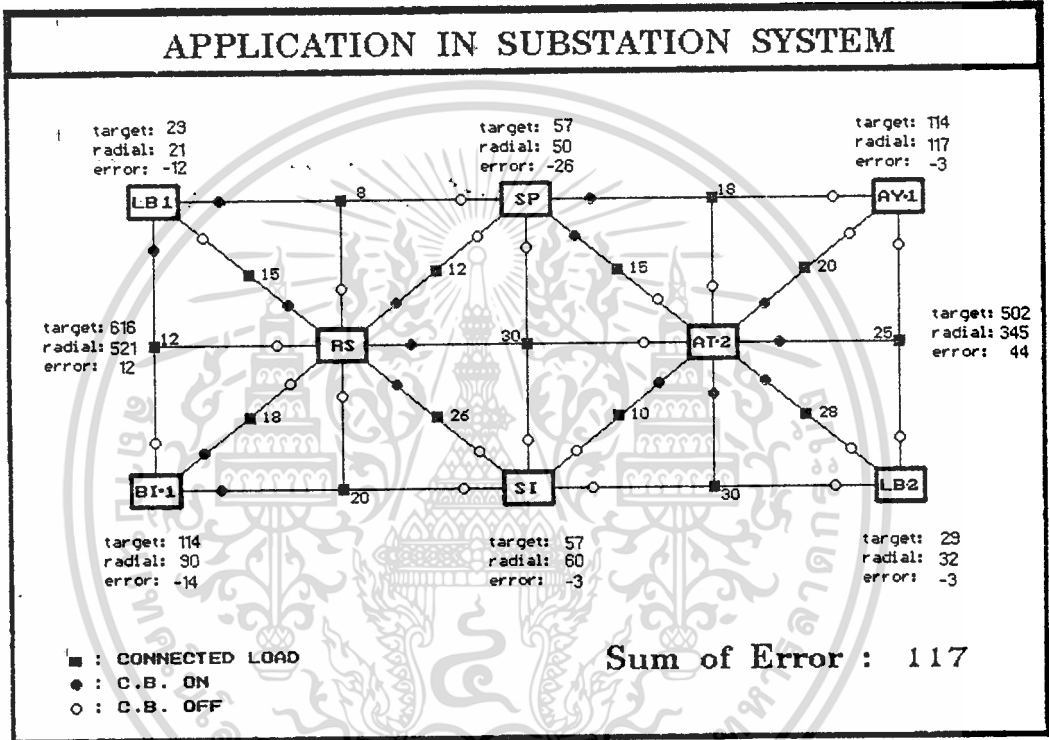 APPLICATION IN SUBSTATION SYSTEM
target: 23
radial: 21
error: -12
target: 57
radial: 50
error: -26
target: 114
radial: 117
error: -3
LB1
8
SP
18
AY-1
15
12
15
20
target: 616
radial: 521
error: 12
12
RS
30
AT-2
25
target: 502
radial: 345
error: 44
18
26
10
28
BI-1
20
SI
30
LB-2
target: 114
radial: 90
error: -14
target: 57
radial: 60
error: -3
target: 29
radial: 32
error: -3
■ : CONNECTED LOAD
● : C.B. ON
○ : C.B. OFF
Sum of Error : 117